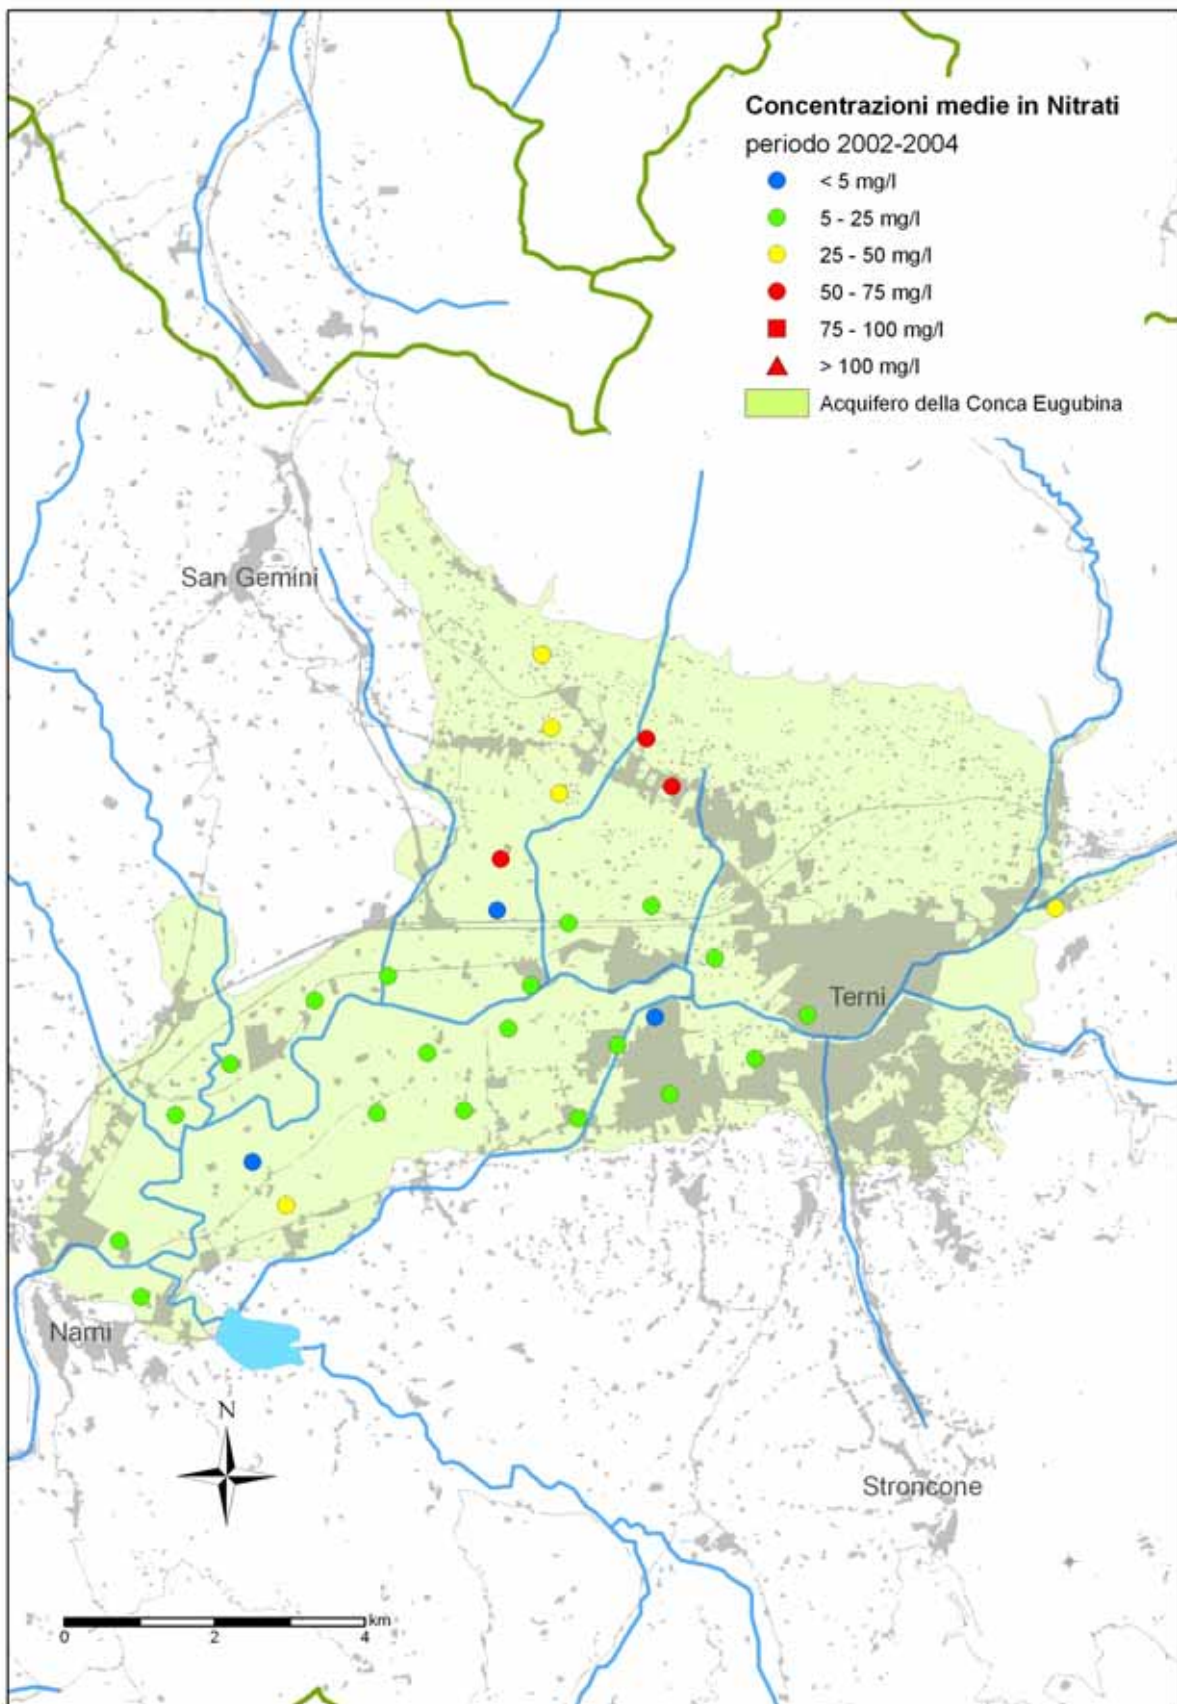 Concentrazioni medie in Nitrati
periodo 2002-2004
< 5 mg/l
5 - 25 mg/l
25 - 50 mg/l
50 - 75 mg/l
75 - 100 mg/l
> 100 mg/l
Acquifero della Conca Eugubina
San Gemini
Terni
Narni
N
Stroncone
km
0 2 4